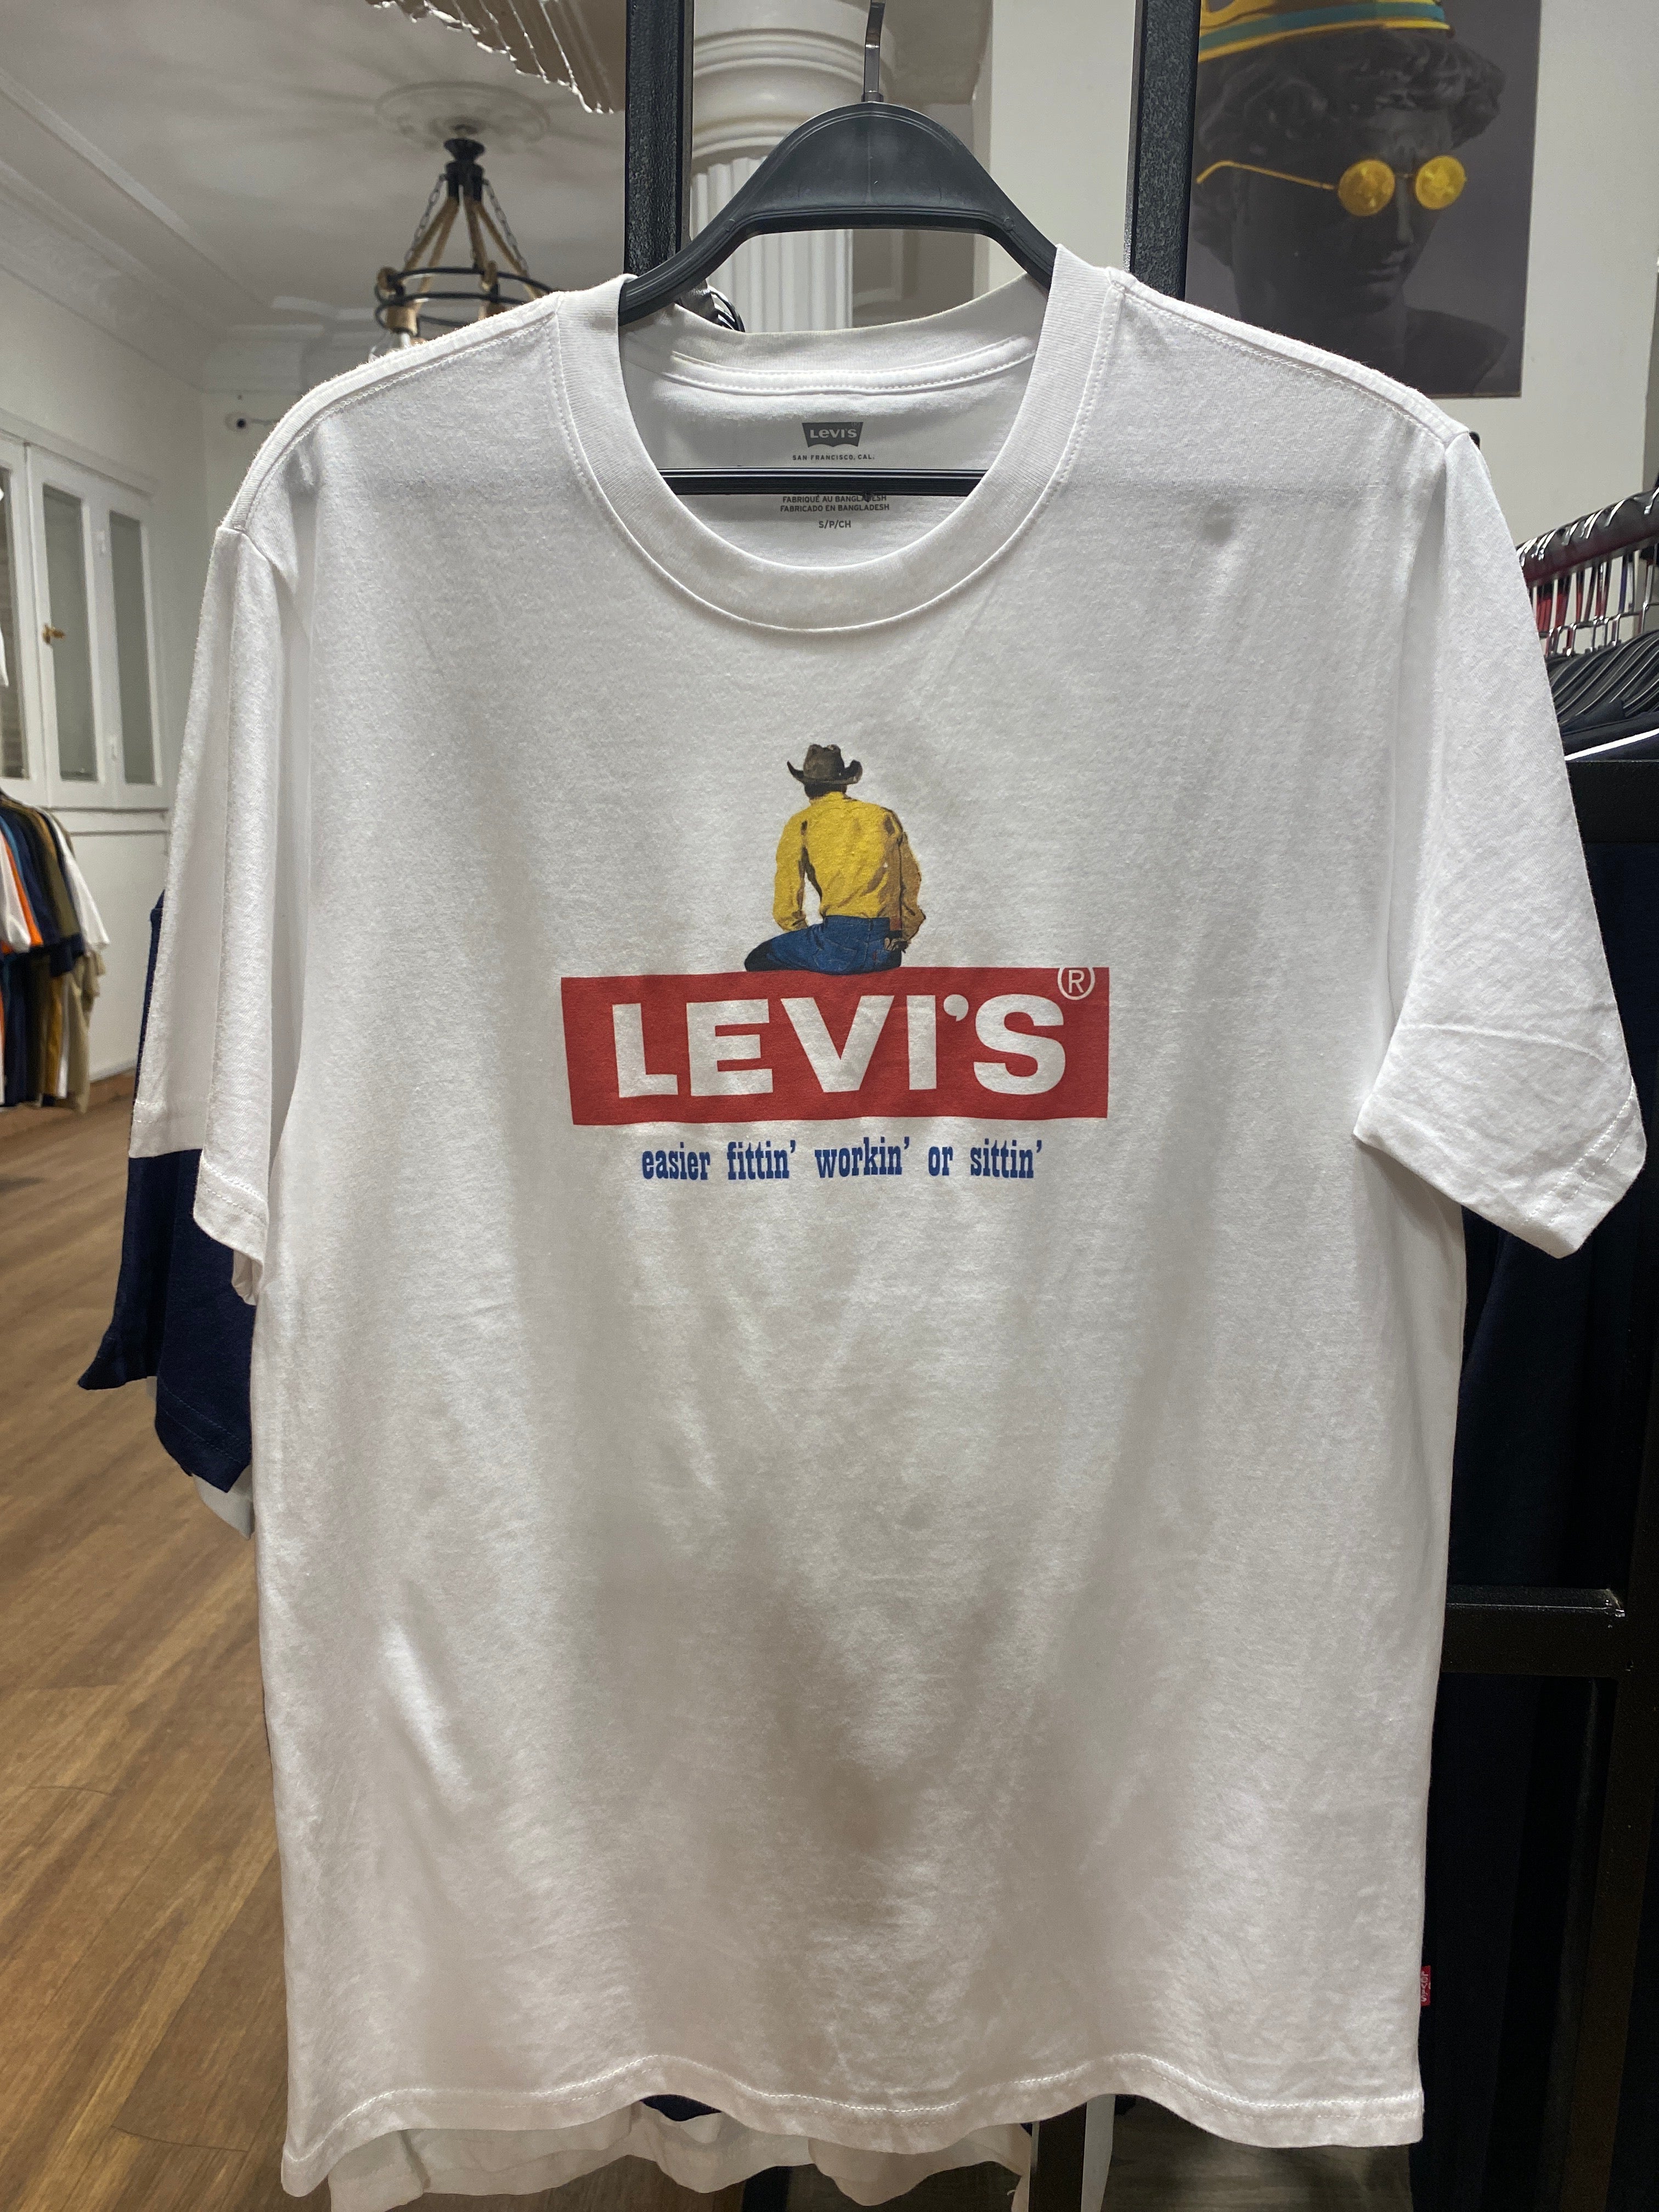 LEVI'S
SAN FRANCISCO, CAL.
FABRIQUÉ AU BANGLADESH
FABRICADO EN BANGLADESH
S/P/CH
LEVI'S®
easier fittin' workin' or sittin'